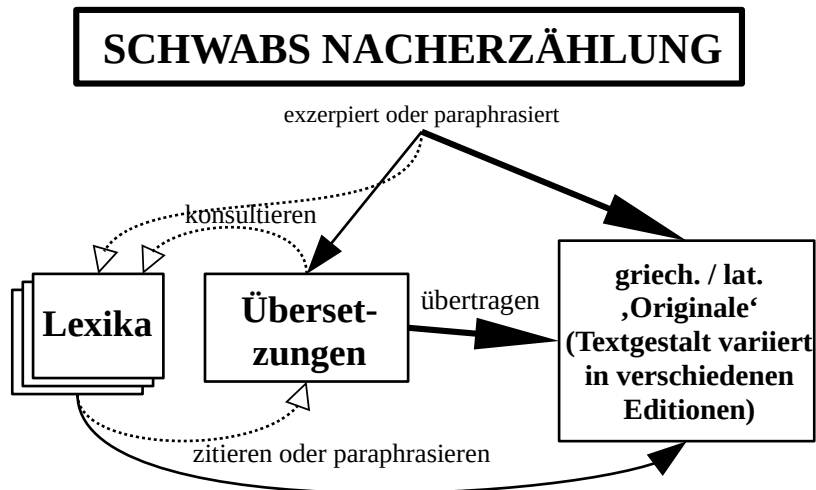 SCHWABS NACHERZÄHLUNG
exzerpiert oder paraphrasiert
konsultieren
Lexika
Überset-
zungen
übertragen
griech. / lat.
‚Originale‘
(Textgestalt variiert
in verschiedenen
Editionen)
zitieren oder paraphrasieren